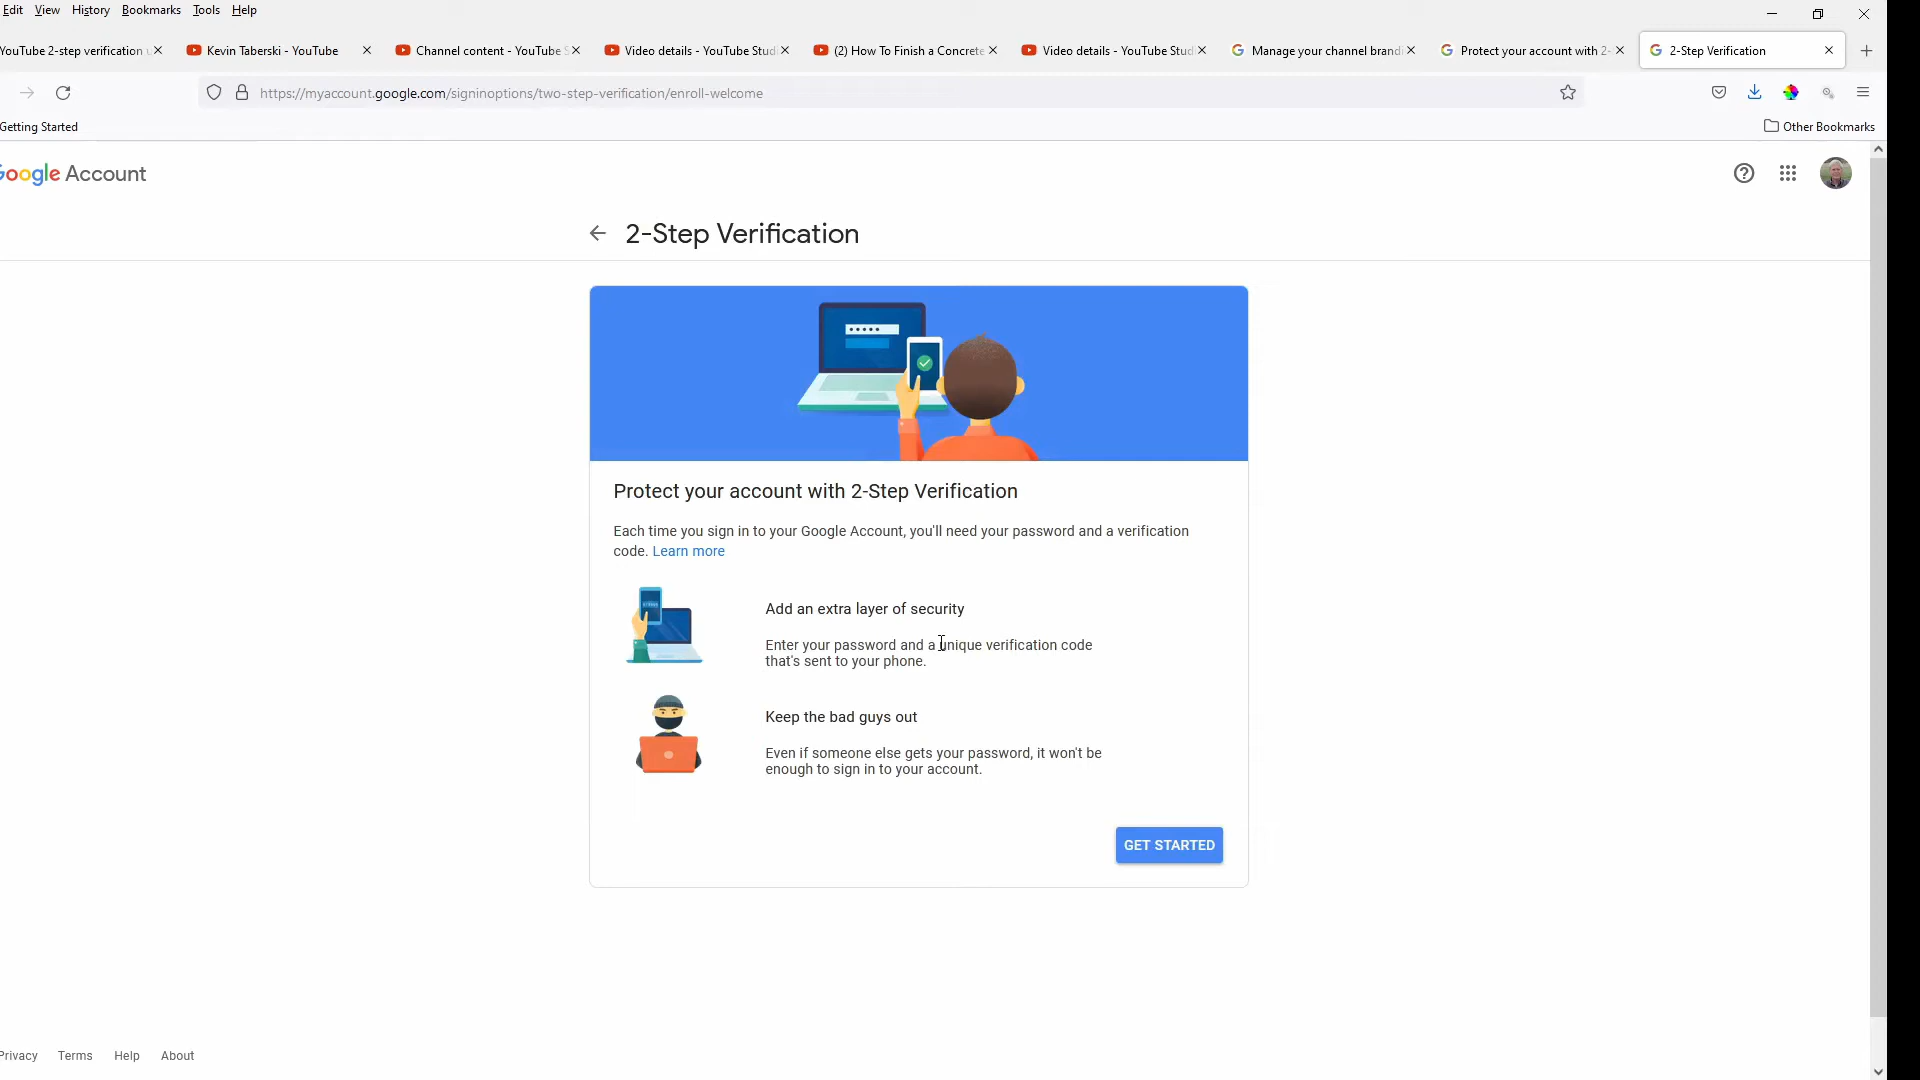 Edit View History Bookmarks Tools Help
YouTube 2-step verification
Kevin Taberski - YouTube
Channel content - YouTube S
Video details - YouTube Studi
(2) How To Finish a Concrete
Video details - YouTube Studi
Manage your channel brandi
Protect your account with 2-
2-Step Verification
https://myaccount.google.com/signinoptions/two-step-verification/enroll-welcome
Getting Started
Other Bookmarks
Google Account
2-Step Verification
Protect your account with 2-Step Verification
Each time you sign in to your Google Account, you'll need your password and a verification
code. Learn more
Add an extra layer of security
Enter your password and a unique verification code
that's sent to your phone.
Keep the bad guys out
Even if someone else gets your password, it won't be
enough to sign in to your account.
GET STARTED
Privacy Terms Help About